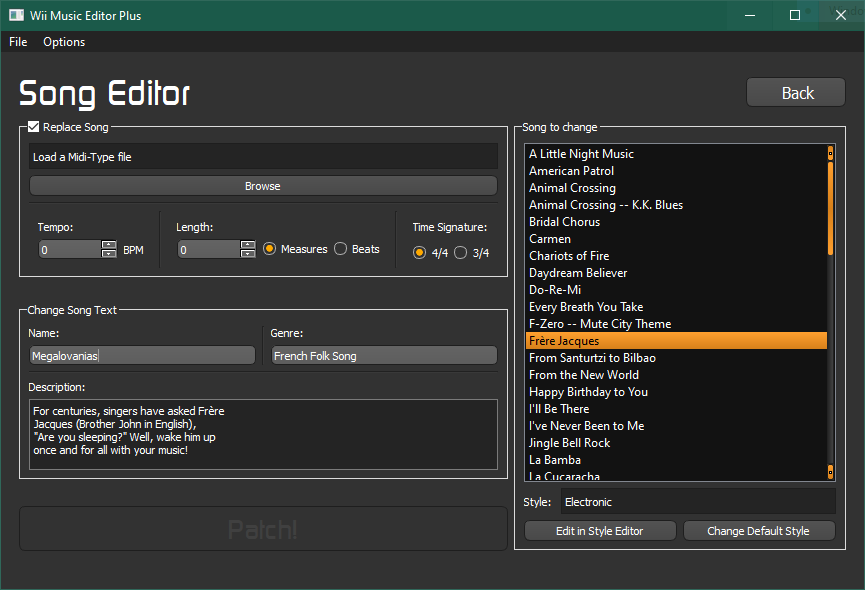 Wii Music Editor Plus
File Options
Song Editor
Back
Replace Song
Load a Midi-Type file
Browse
Tempo:
0 BPM
Length:
0 Measures Beats
Time Signature:
4/4 3/4
Change Song Text
Name:
Megalovanias
Genre:
French Folk Song
Description:
For centuries, singers have asked Frère
Jacques (Brother John in English),
"Are you sleeping?" Well, wake him up
once and for all with your music!
Patch!
Song to change
A Little Night Music
American Patrol
Animal Crossing
Animal Crossing -- K.K. Blues
Bridal Chorus
Carmen
Chariots of Fire
Daydream Believer
Do-Re-Mi
Every Breath You Take
F-Zero -- Mute City Theme
Frère Jacques
From Santurtzi to Bilbao
From the New World
Happy Birthday to You
I'll Be There
I've Never Been to Me
Jingle Bell Rock
La Bamba
La Cucaracha
Style: Electronic
Edit in Style Editor
Change Default Style